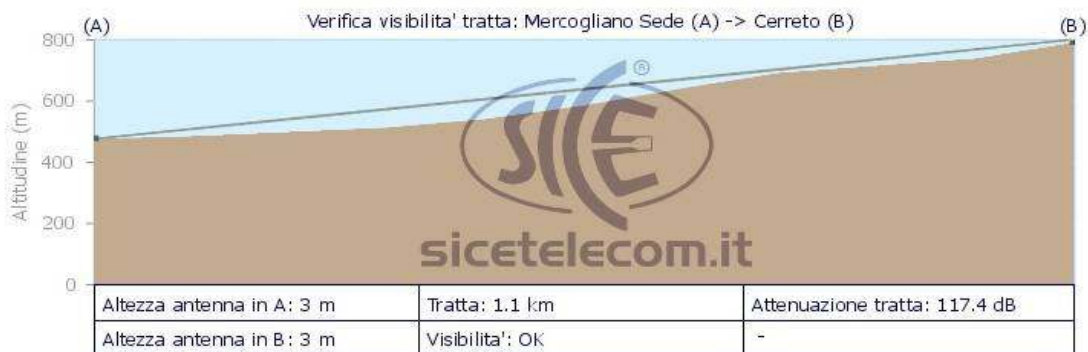 Verifica visibilita' tratta: Mercogliano Sede (A) -> Cerreto (B)
(A)
(B)
800
600
400
200
0
Altitudine (m)
®
SICE
sicetelecom.it
Altezza antenna in A: 3 m
Tratta: 1.1 km
Attenuazione tratta: 117.4 dB
Altezza antenna in B: 3 m
Visibilita': OK
-